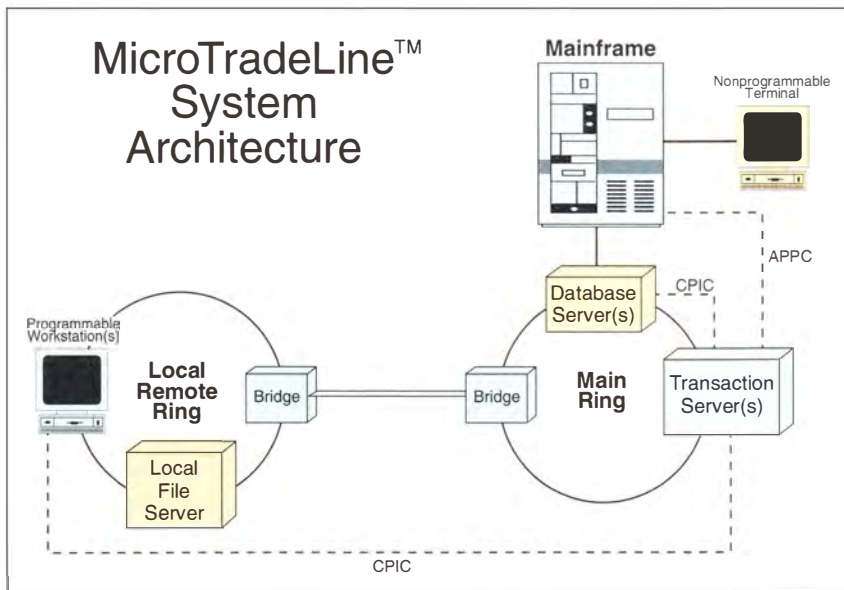 MicroTradeLine™
System
Architecture
Mainframe
Nonprogrammable
Terminal
APPC
Database
Server(s)
CPIC
Programmable
Workstation(s)
Local
Remote
Ring
Bridge
Bridge
Main
Ring
Transaction
Server(s)
Local
File
Server
CPIC